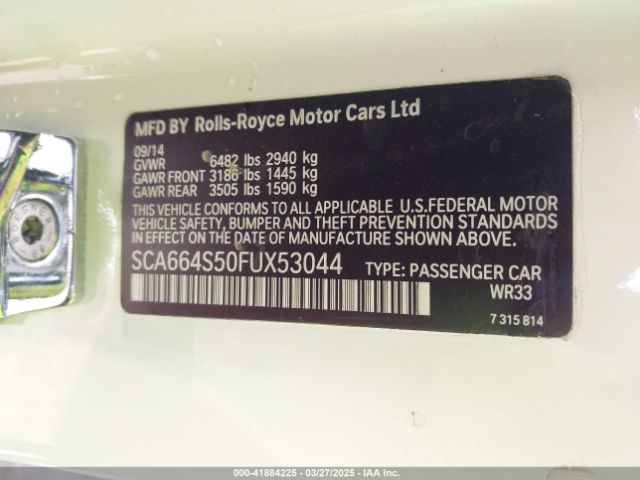 MFD BY Rolls-Royce Motor Cars Ltd
09/14
GVWR 6482 lbs 2940 kg
GAWR FRONT 3186 lbs 1445 kg
GAWR REAR 3505 lbs 1590 kg
THIS VEHICLE CONFORMS TO ALL APPLICABLE U.S.FEDERAL MOTOR
VEHICLE SAFETY, BUMPER AND THEFT PREVENTION STANDARDS
IN EFFECT ON THE DATE OF MANUFACTURE SHOWN ABOVE.
SCA664S50FUX53044 TYPE: PASSENGER CAR
WR33
7 315 814
000-41884225 - 03/27/2025 - IAA Inc.